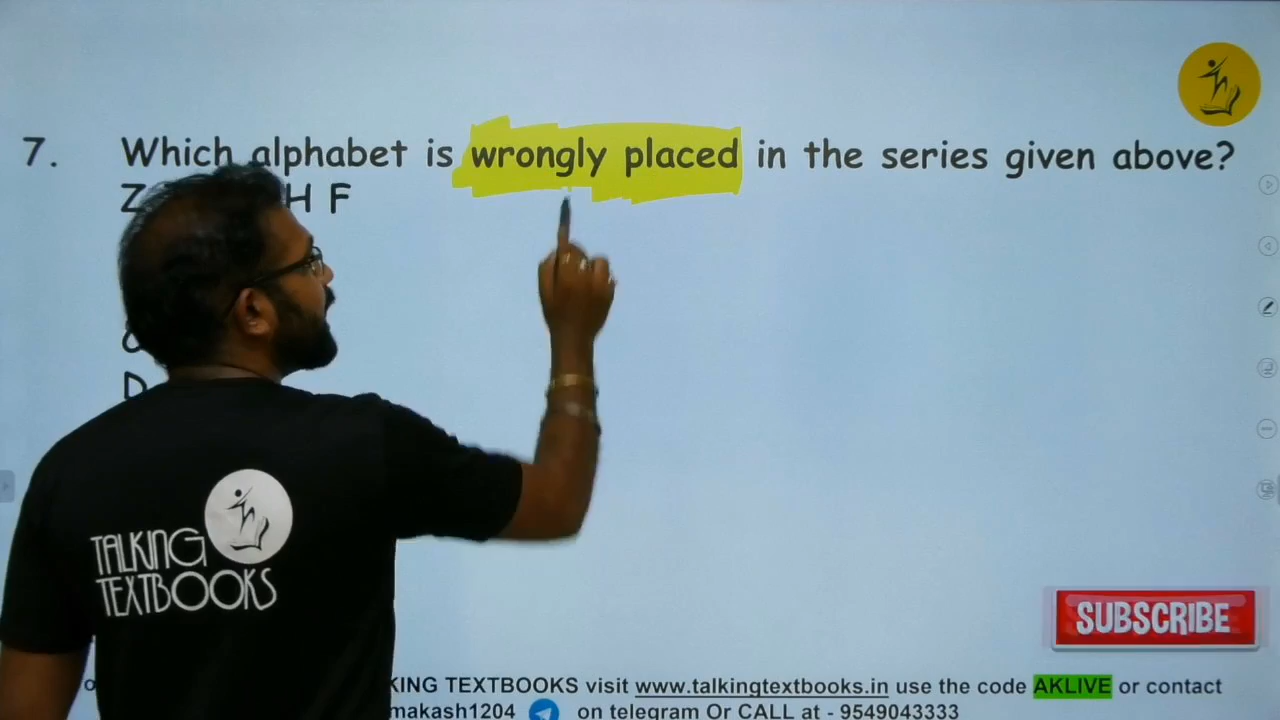 7. Which alphabet is wrongly placed in the series given above?
Z H F
D
TALKING
TEXTBOOKS
SUBSCRIBE
KING TEXTBOOKS visit www.talkingtextbooks.in use the code AKLIVE or contact
makash1204 on telegram Or CALL at - 9549043333